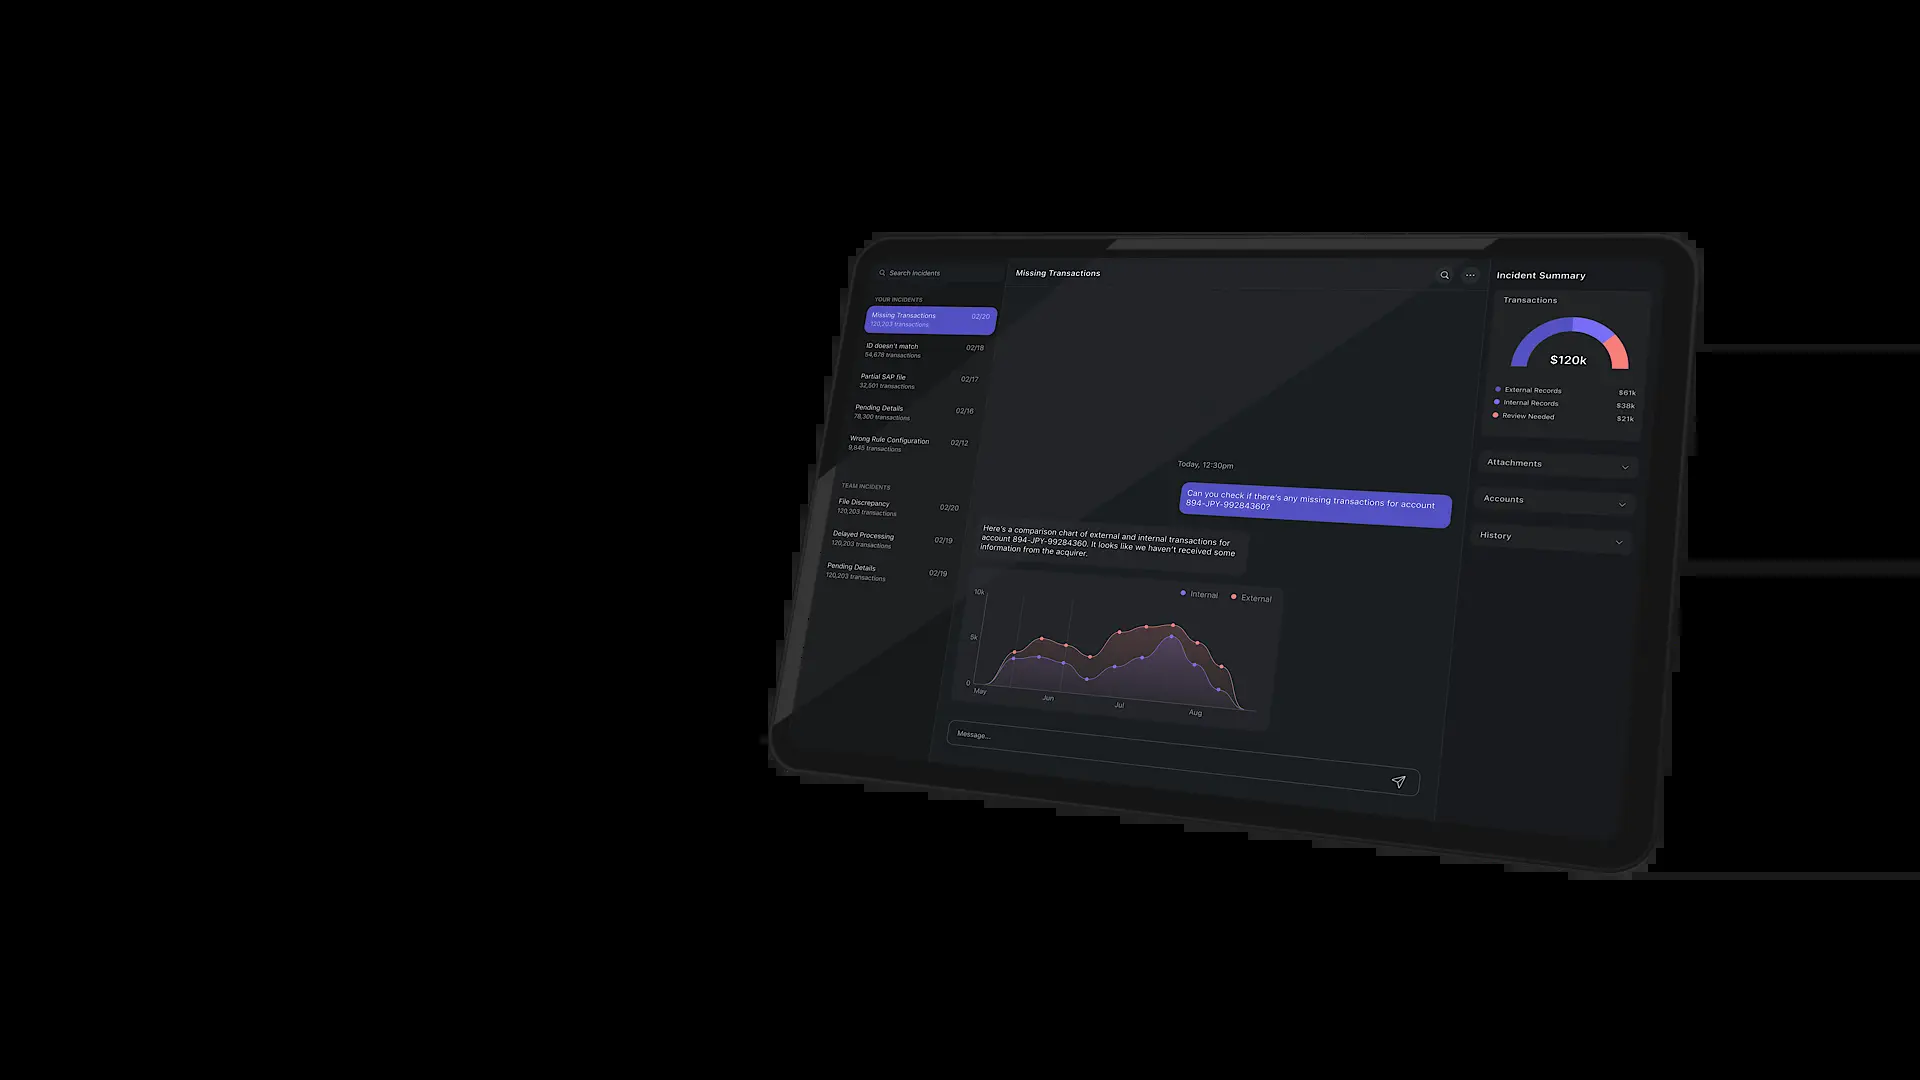 Search Incidents
YOUR INCIDENTS
Missing Transactions 02/20
120,203 transactions
ID doesn't match 02/18
54,678 transactions
Partial SAP file 02/17
32,501 transactions
Pending Details 02/16
78,300 transactions
Wrong Rule Configuration 02/12
9,845 transactions
TEAM INCIDENTS
File Discrepancy 02/20
120,203 transactions
Delayed Processing 02/19
120,203 transactions
Pending Details 02/19
120,203 transactions
Missing Transactions
Today, 12:30pm
Can you check if there's any missing transactions for account
894-JPY-99284360?
Here's a comparison chart of external and internal transactions for
account 894-JPY-99284360. It looks like we haven't received some
information from the acquirer.
Internal External
10k
5k
0
May Jun Jul Aug
Message...
Incident Summary
Transactions
$120k
External Records $61k
Internal Records $38k
Review Needed $21k
Attachments
Accounts
History